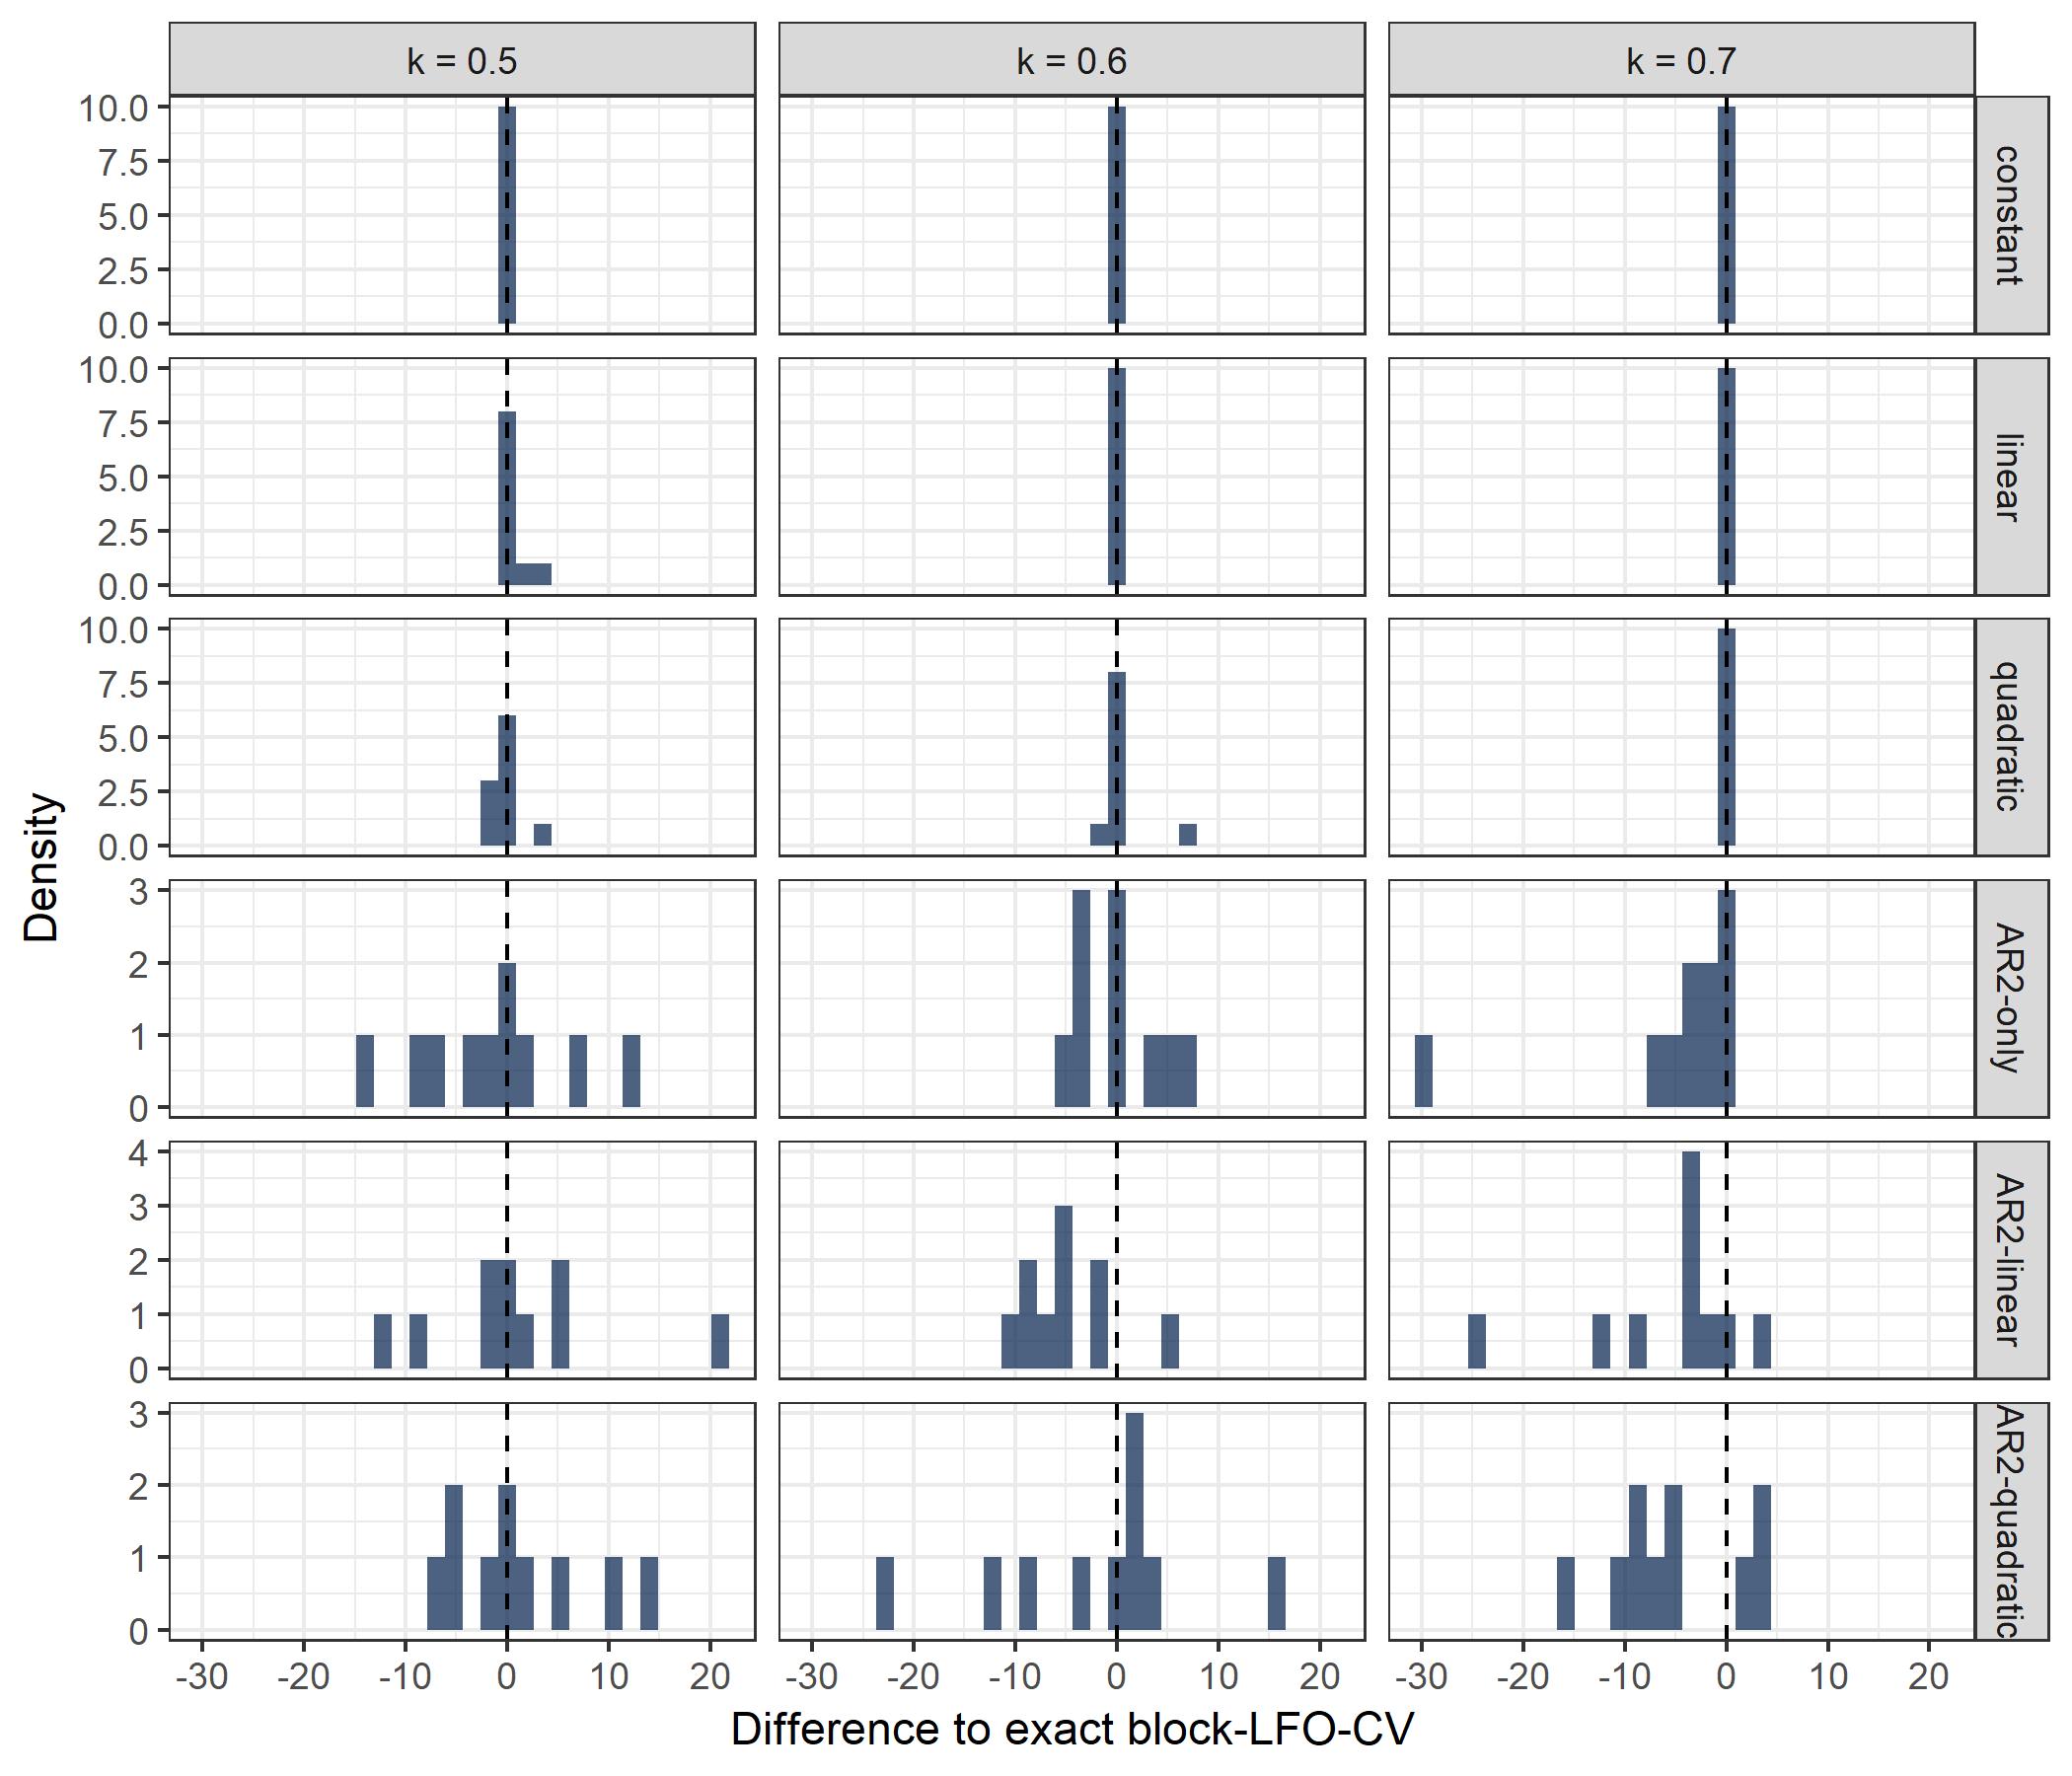 k = 0.5 k = 0.6 k = 0.7
10.0
7.5
5.0
2.5
0.0
constant
10.0
7.5
5.0
2.5
0.0
linear
10.0
7.5
5.0
2.5
0.0
quadratic
Density
3
2
1
0
AR2-only
4
3
2
1
0
AR2-linear
3
2
1
0
AR2-quadratic
-30 -20 -10 0 10 20 -30 -20 -10 0 10 20 -30 -20 -10 0 10 20
Difference to exact block-LFO-CV